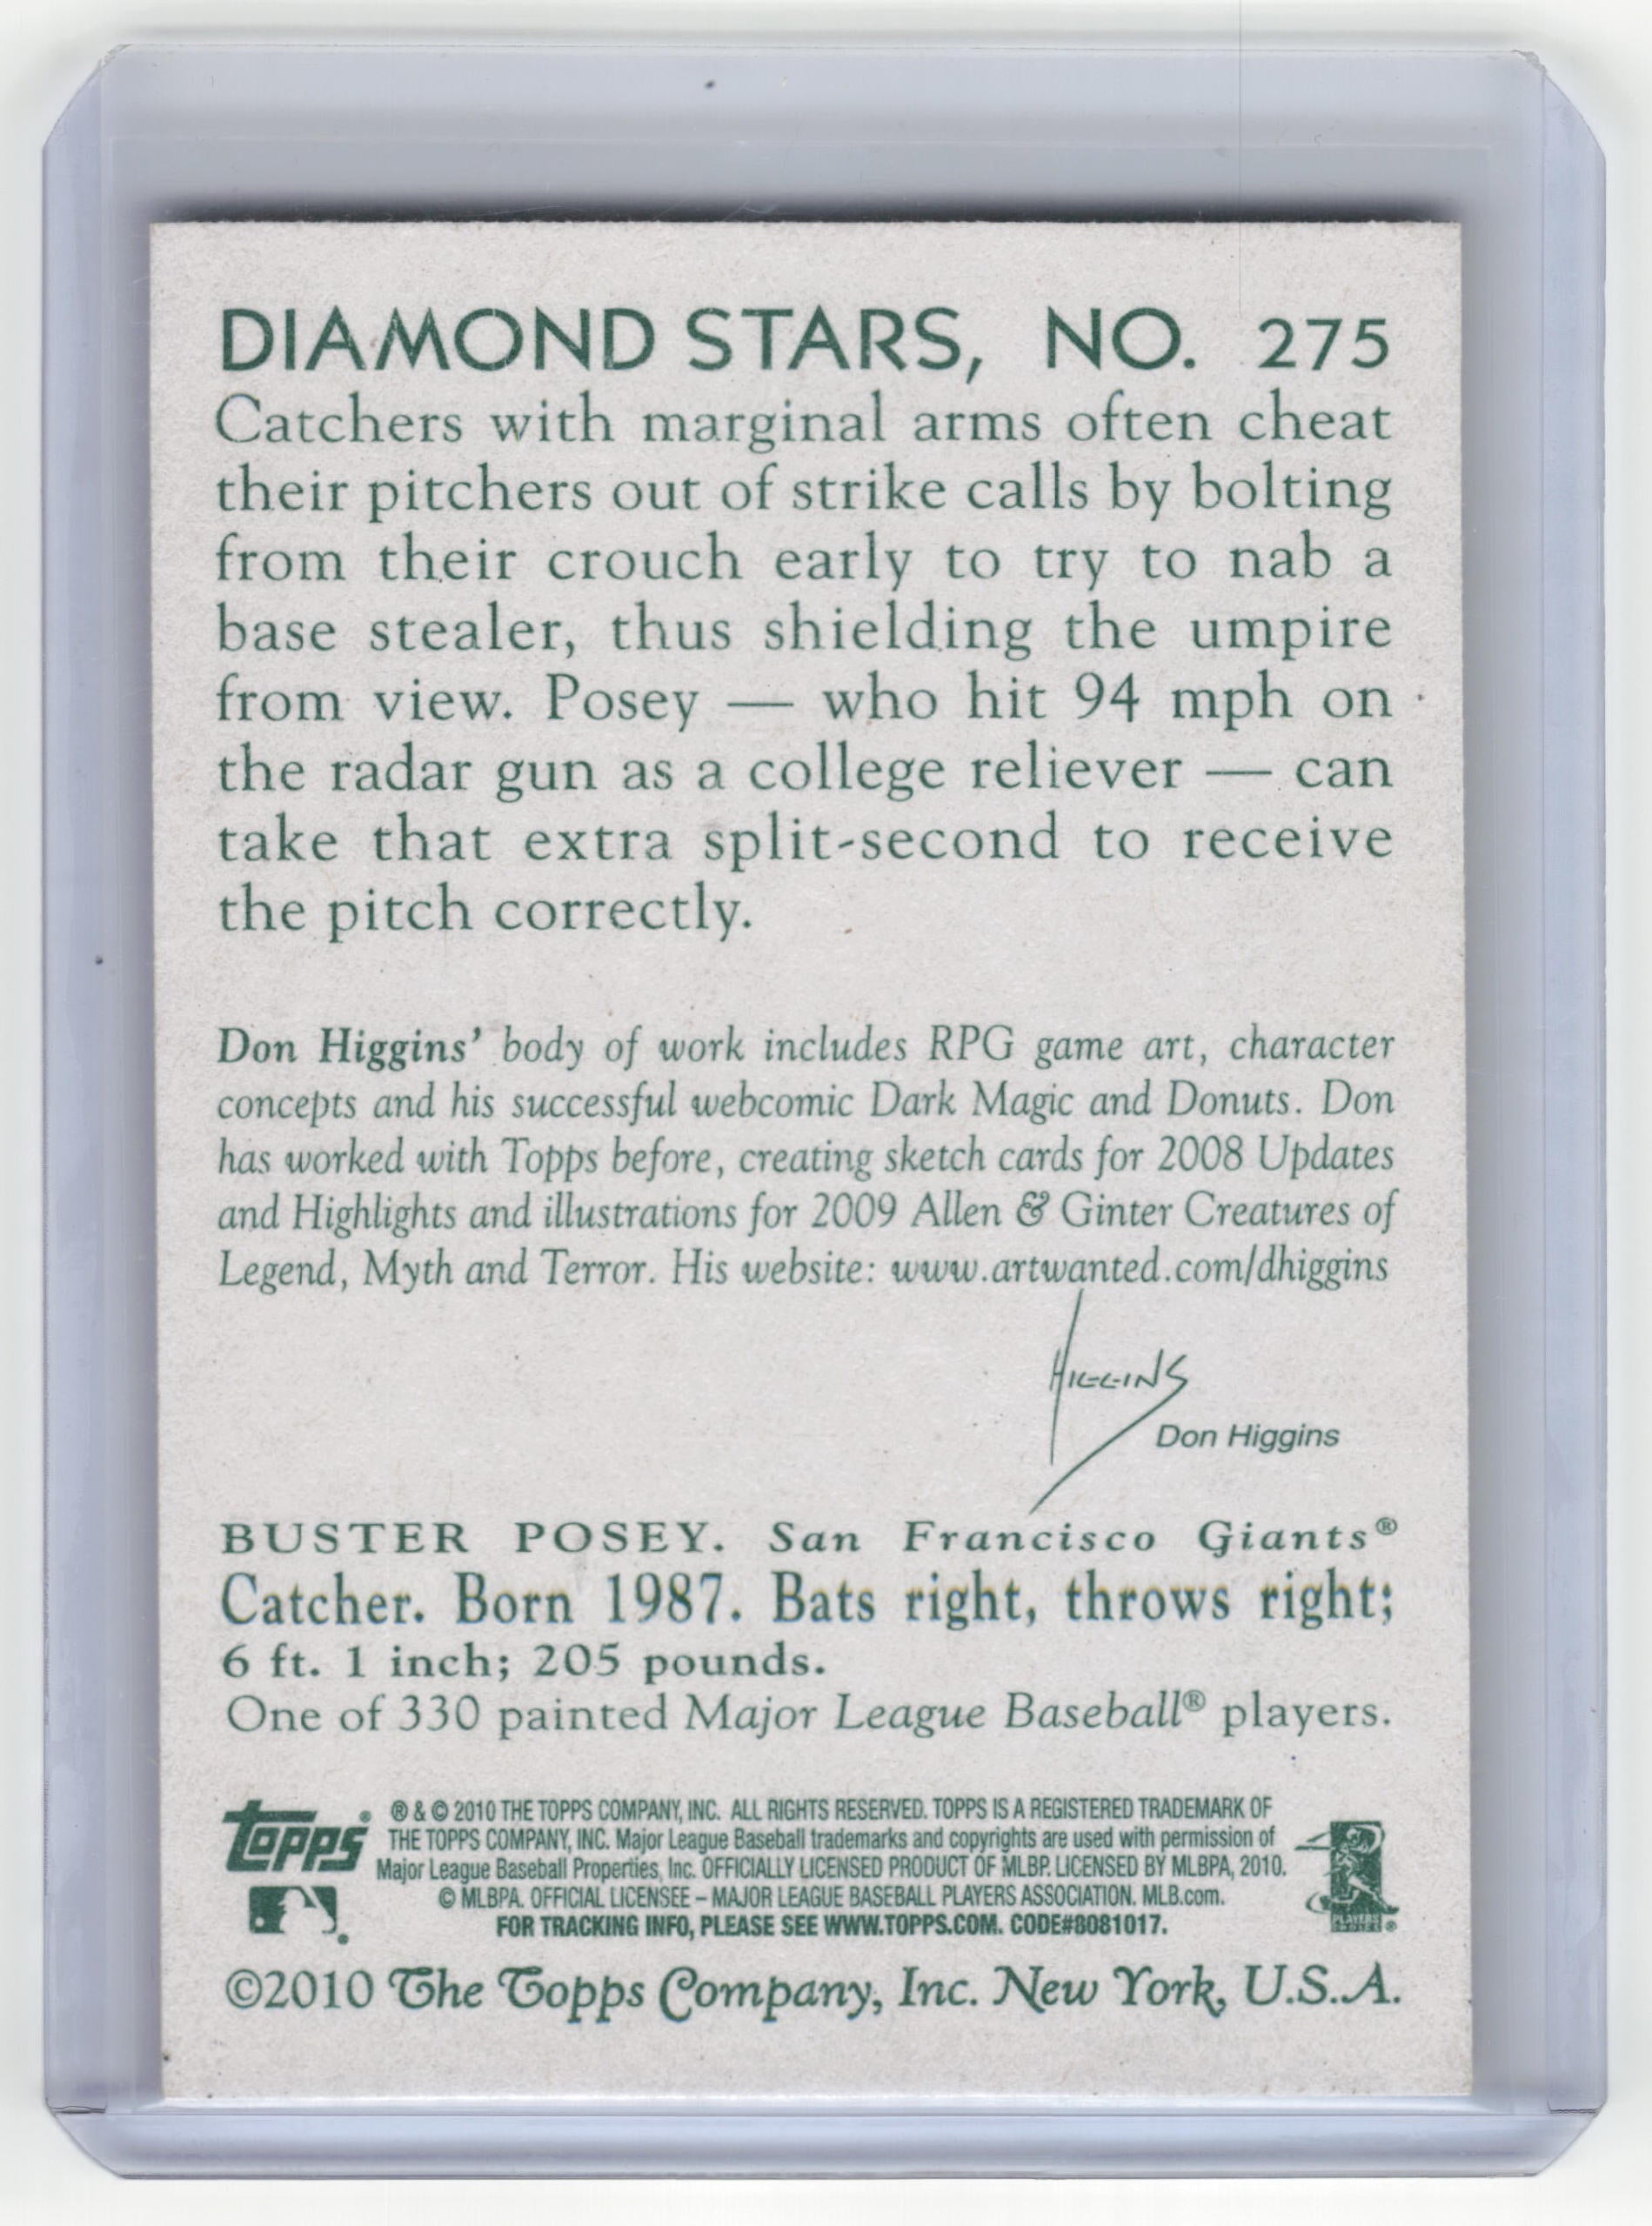 DIAMOND STARS, NO. 275
Catchers with marginal arms often cheat
their pitchers out of strike calls by bolting
from their crouch early to try to nab a
base stealer, thus shielding the umpire
from view. Posey — who hit 94 mph on
the radar gun as a college reliever — can
take that extra split-second to receive
the pitch correctly.
Don Higgins' body of work includes RPG game art, character
concepts and his successful webcomic Dark Magic and Donuts. Don
has worked with Topps before, creating sketch cards for 2008 Updates
and Highlights and illustrations for 2009 Allen & Ginter Creatures of
Legend, Myth and Terror. His website: www.artwanted.com/dhiggins
HIGGINS
Don Higgins
BUSTER POSEY. San Francisco Giants®
Catcher. Born 1987. Bats right, throws right;
6 ft. 1 inch; 205 pounds.
One of 330 painted Major League Baseball® players.
Topps®
® & © 2010 THE TOPPS COMPANY, INC. ALL RIGHTS RESERVED. TOPPS IS A REGISTERED TRADEMARK OF
THE TOPPS COMPANY, INC. Major League Baseball trademarks and copyrights are used with permission of
Major League Baseball Properties, Inc. OFFICIALLY LICENSED PRODUCT OF MLBP. LICENSED BY MLBPA, 2010.
© MLBPA. OFFICIAL LICENSEE – MAJOR LEAGUE BASEBALL PLAYERS ASSOCIATION. MLB.com.
FOR TRACKING INFO, PLEASE SEE WWW.TOPPS.COM. CODE#8081017.
PLAYERS CHOICE ®
©2010 The Topps Company, Inc. New York, U.S.A.